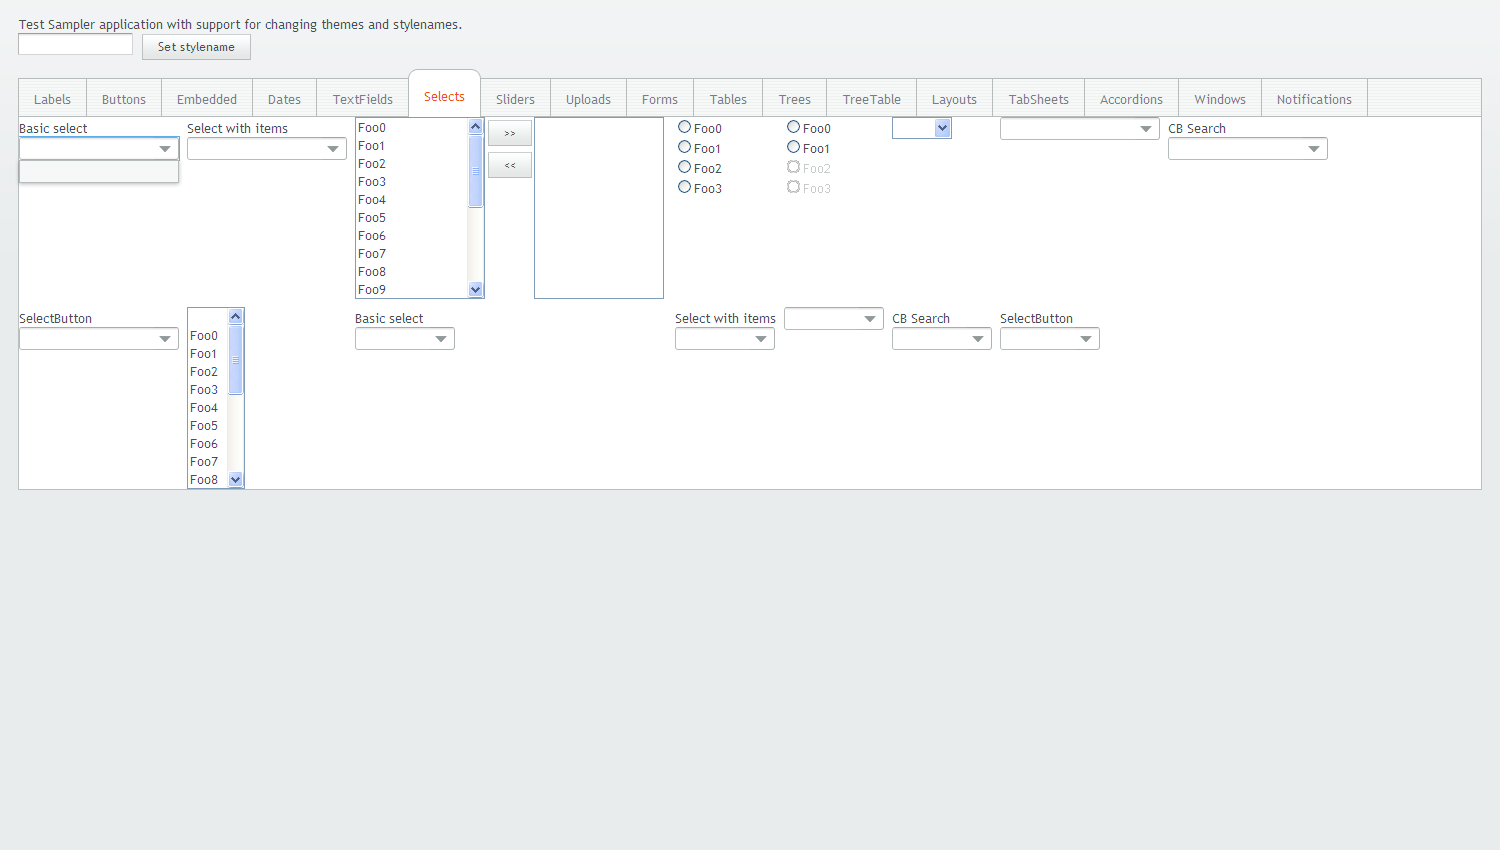 Test Sampler application with support for changing themes and stylenames.
Set stylename
Labels Buttons Embedded Dates TextFields Selects Sliders Uploads Forms Tables Trees TreeTable Layouts TabSheets Accordions Windows Notifications
Basic select
Select with items
Foo0
Foo1
Foo2
Foo3
Foo4
Foo5
Foo6
Foo7
Foo8
Foo9
>>
<<
Foo0
Foo1
Foo2
Foo3
Foo0
Foo1
Foo2
Foo3
CB Search
SelectButton
Foo0
Foo1
Foo2
Foo3
Foo4
Foo5
Foo6
Foo7
Foo8
Basic select
Select with items
CB Search
SelectButton